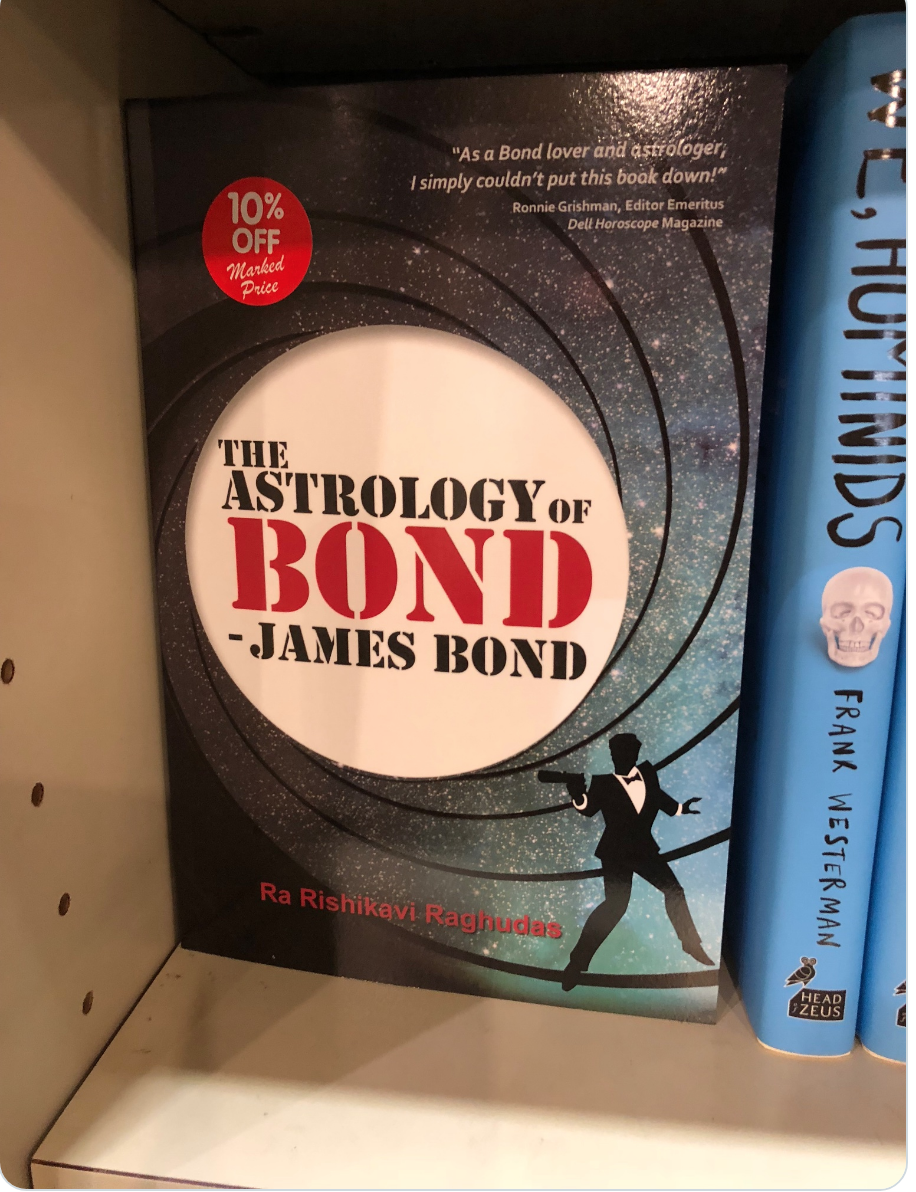 "As a Bond lover and astrologer,
I simply couldn't put this book down!"
Ronnie Grishman, Editor Emeritus
Dell Horoscope Magazine
10%
OFF
Marked
Price
THE
ASTROLOGY OF
BOND
-JAMES BOND
Ra Rishikavi Raghudas
WE, HOMINIDS
FRANK WESTERMAN
HEAD
of ZEUS